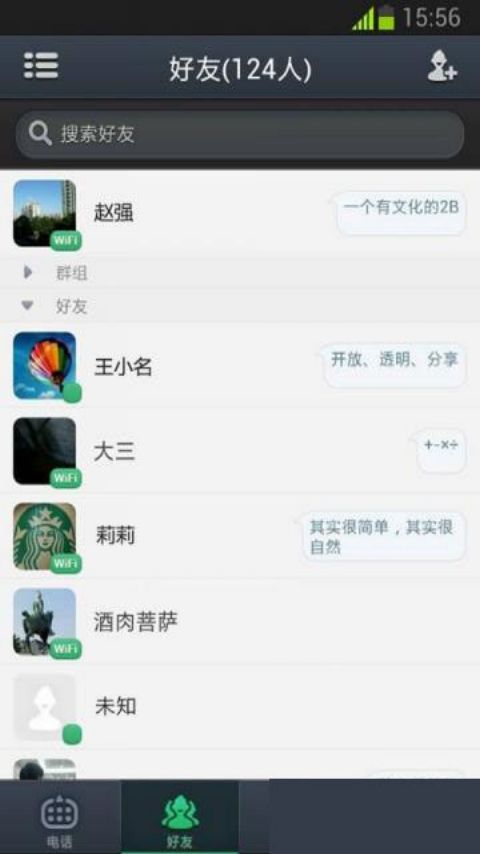 15:56
好友(124人)
搜索好友
赵强
一个有文化的2B
WiFi
群组
好友
王小名
开放、透明、分享
大三
+-×÷
WiFi
莉莉
其实很简单，其实很
自然
WiFi
酒肉菩萨
WiFi
未知
电话
好友